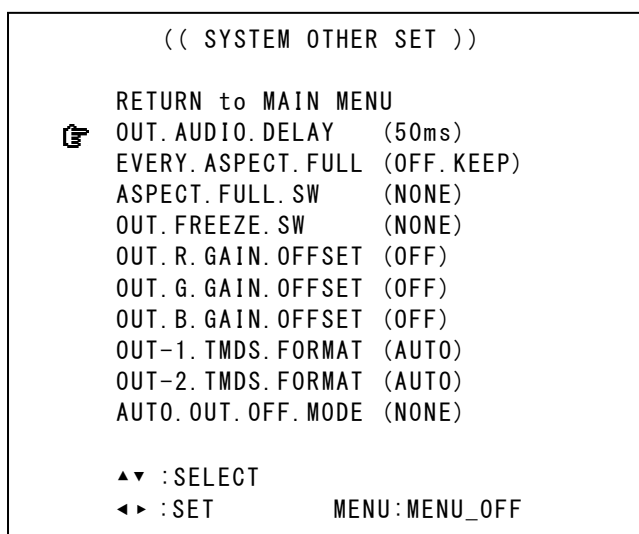 (( SYSTEM OTHER SET ))
RETURN to MAIN MENU
☞ OUT.AUDIO.DELAY (50ms)
EVERY.ASPECT.FULL (OFF.KEEP)
ASPECT.FULL.SW (NONE)
OUT.FREEZE.SW (NONE)
OUT.R.GAIN.OFFSET (OFF)
OUT.G.GAIN.OFFSET (OFF)
OUT.B.GAIN.OFFSET (OFF)
OUT-1.TMDS.FORMAT (AUTO)
OUT-2.TMDS.FORMAT (AUTO)
AUTO.OUT.OFF.MODE (NONE)
▲▼ :SELECT
◄► :SET MENU:MENU_OFF